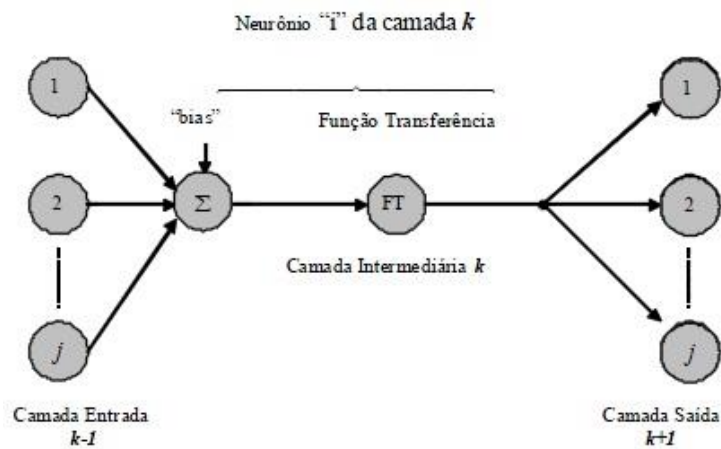 Neurônio "i" da camada k
"bias"
Função Transferência
1
2
j
Σ
FT
1
2
j
Camada Intermediária k
Camada Entrada
k-1
Camada Saída
k+1